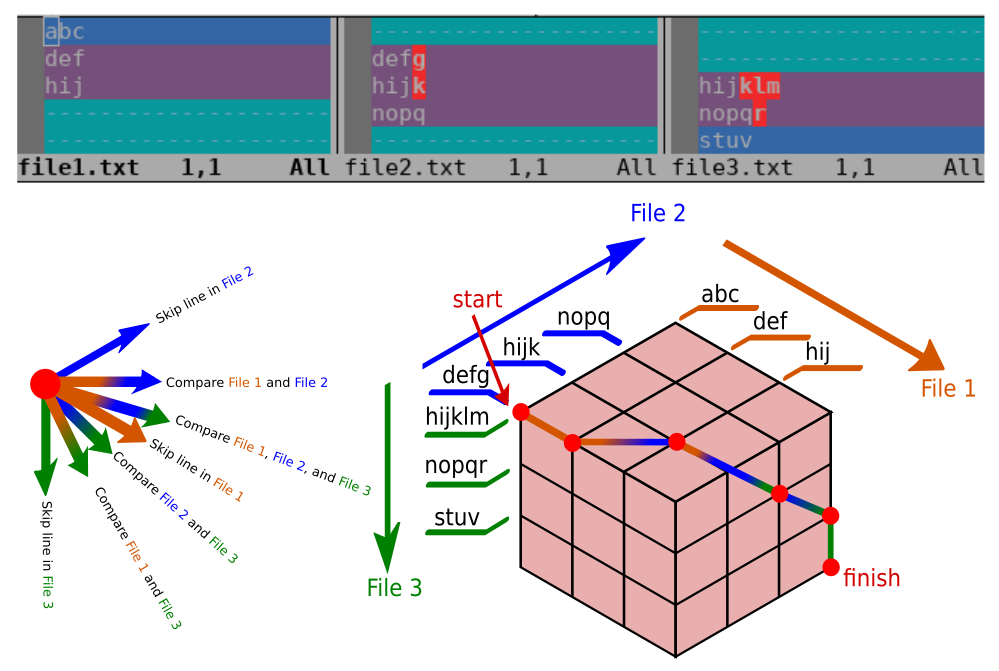 abc
def
hij
file1.txt 1,1 All
defg
hijk
nopq
file2.txt 1,1 All
hijklm
nopqr
stuv
file3.txt 1,1 All
Skip line in File 2
Compare File 1 and File 2
Compare File 1, File 2, and File 3
Skip line in File 1
Compare File 2 and File 3
Compare File 1 and File 3
Skip line in File 3
File 2
start
nopq
hijk
defg
hijklm
nopqr
stuv
File 3
abc
def
hij
File 1
finish